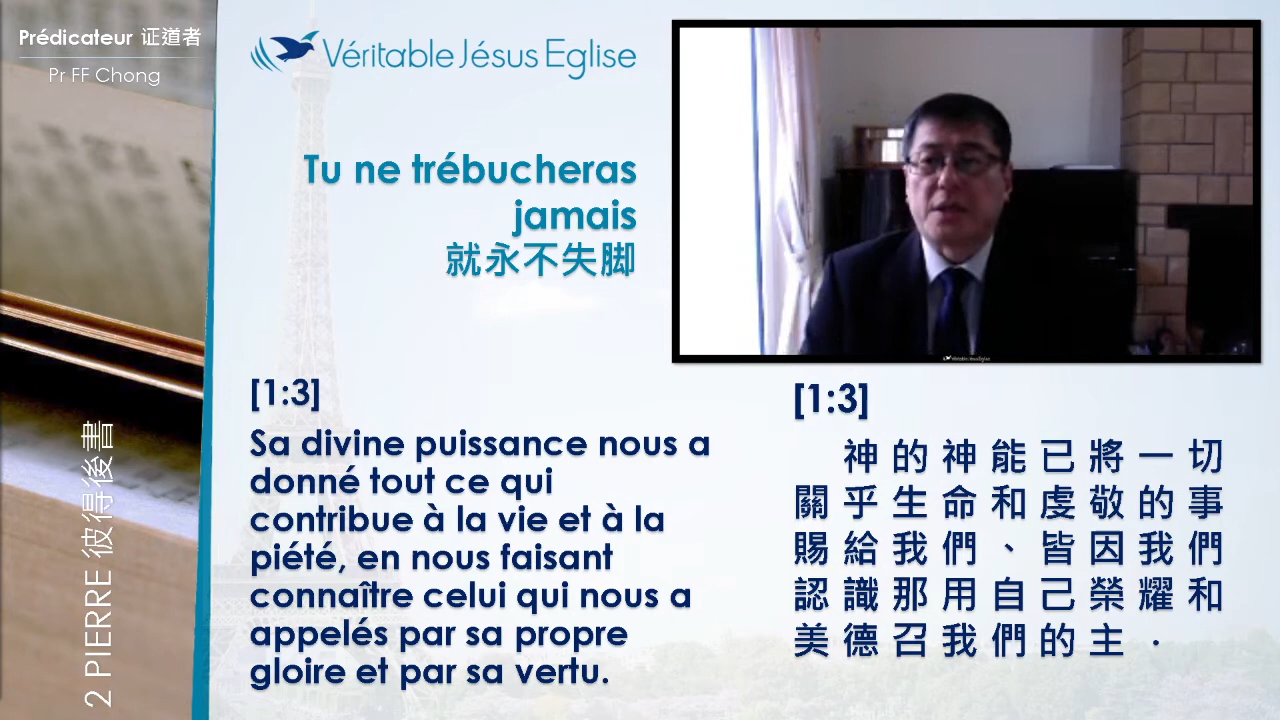 Prédicateur 证道者
Pr FF Chong
Véritable Jésus Eglise
Tu ne trébucheras
jamais
就永不失脚
[1:3]
Sa divine puissance nous a
donné tout ce qui
contribue à la vie et à la
piété, en nous faisant
connaître celui qui nous a
appelés par sa propre
gloire et par sa vertu.
[1:3]
神的神能已將一切
關乎生命和虔敬的事
賜給我們、皆因我們
認識那用自己榮耀和
美德召我們的主．
2 PIERRE 彼得後書
Véritable Jésus Eglise